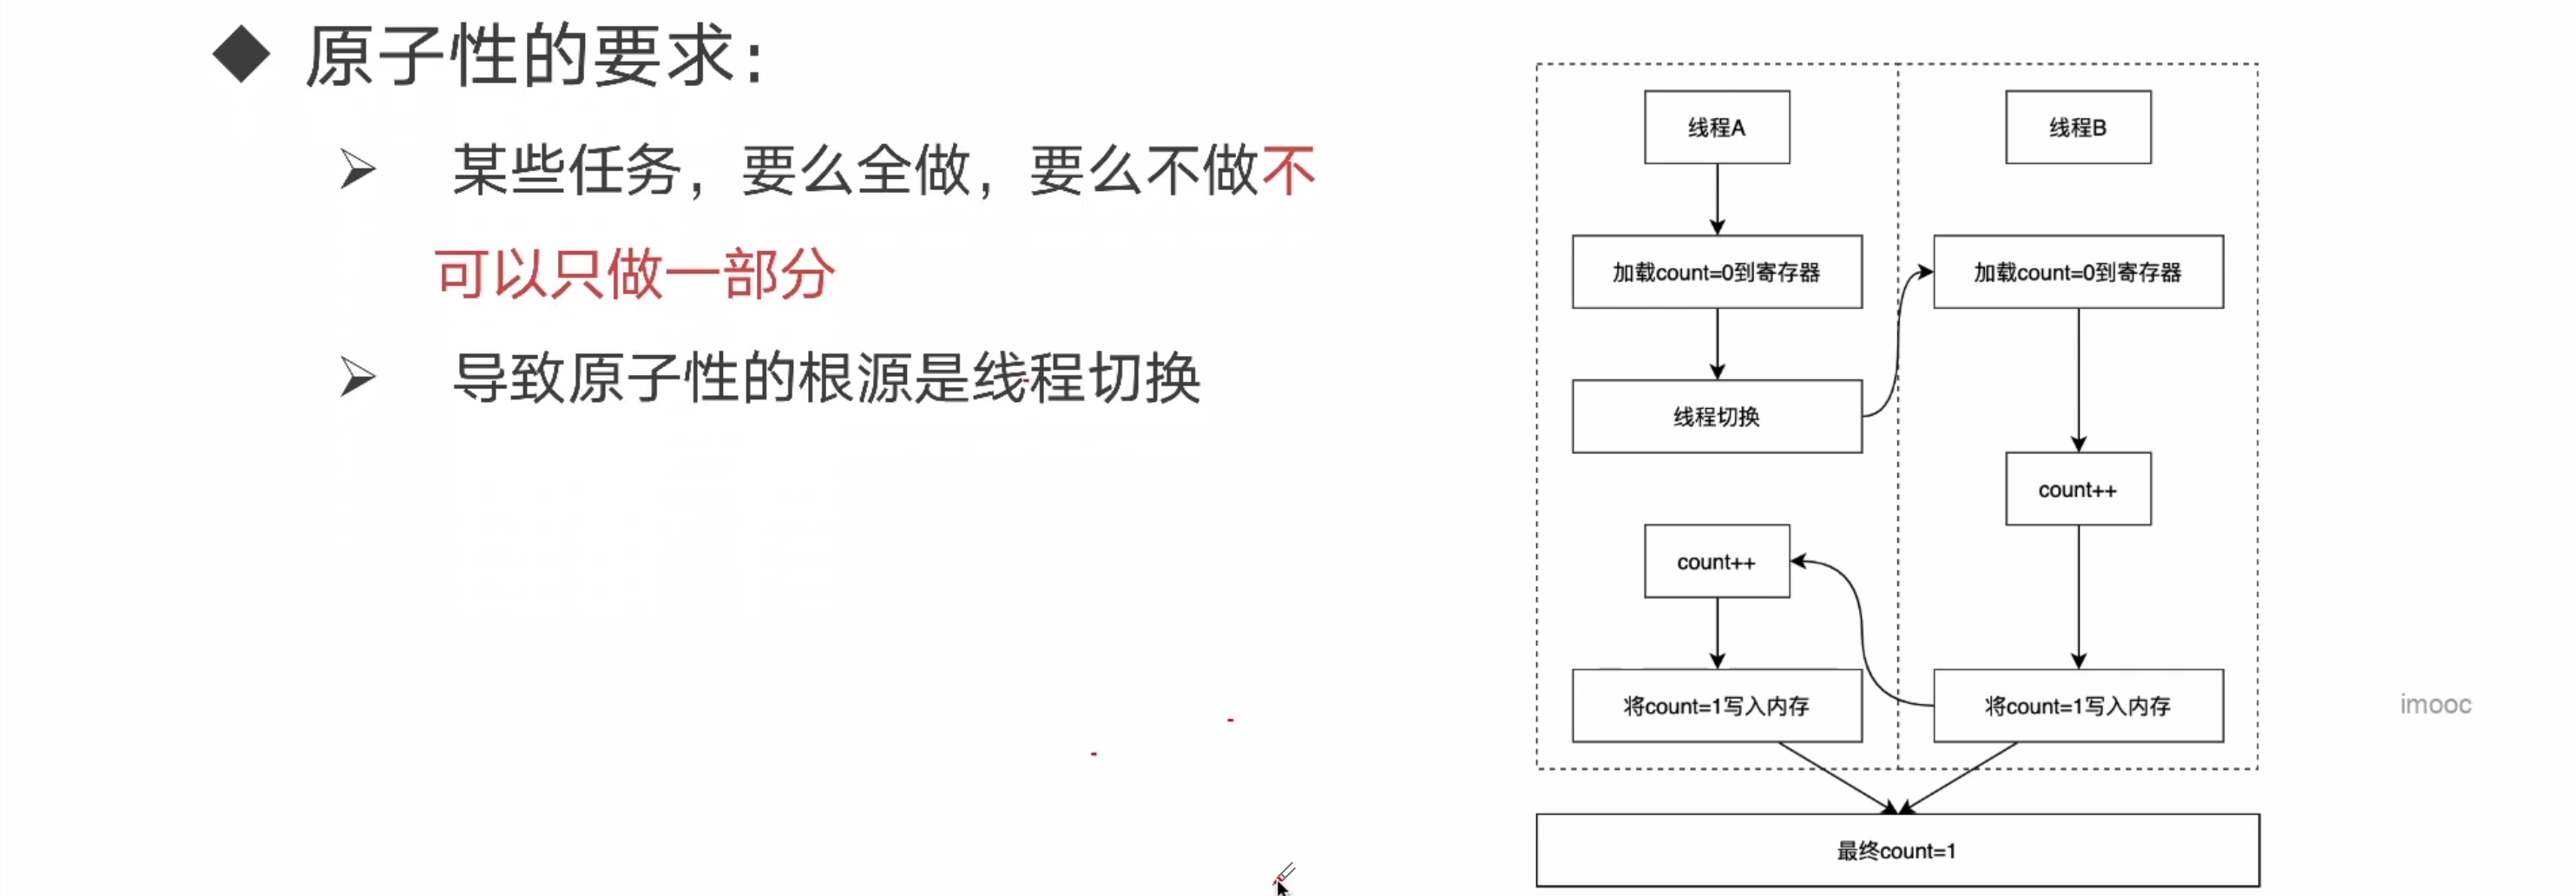 原子性的要求：
某些任务，要么全做，要么不做不
可以只做一部分
导致原子性的根源是线程切换
线程A
线程B
加载count=0到寄存器
加载count=0到寄存器
线程切换
count++
count++
将count=1写入内存
将count=1写入内存
imooc
最终count=1